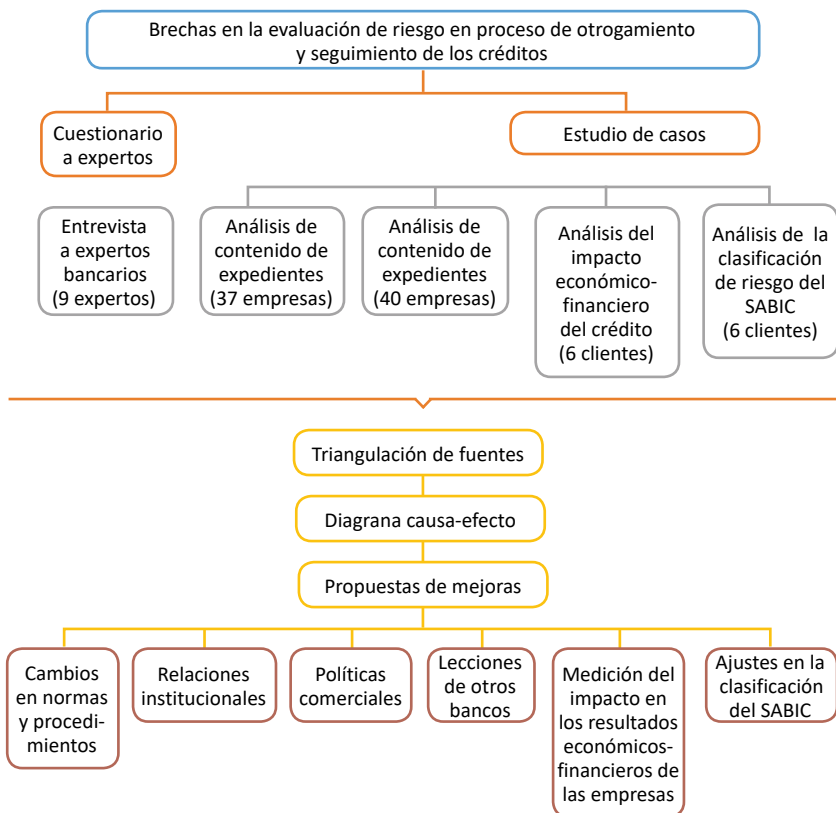 Brechas en la evaluación de riesgo en proceso de otrogamiento
y seguimiento de los créditos
Cuestionario
a expertos
Estudio de casos
Entrevista
a expertos
bancarios
(9 expertos)
Análisis de
contenido de
expedientes
(37 empresas)
Análisis de
contenido de
expedientes
(40 empresas)
Análisis del
impacto
económico-
financiero
del crédito
(6 clientes)
Análisis de  la
clasificación
de riesgo del
SABIC
(6 clientes)
Triangulación de fuentes
Diagrana causa-efecto
Propuestas de mejoras
Cambios
en normas
y procedi-
mientos
Relaciones
institucionales
Políticas
comerciales
Lecciones
de otros
bancos
Medición del
impacto en
los resultados
económicos-
financieros de
las empresas
Ajustes en la
clasificación
del SABIC